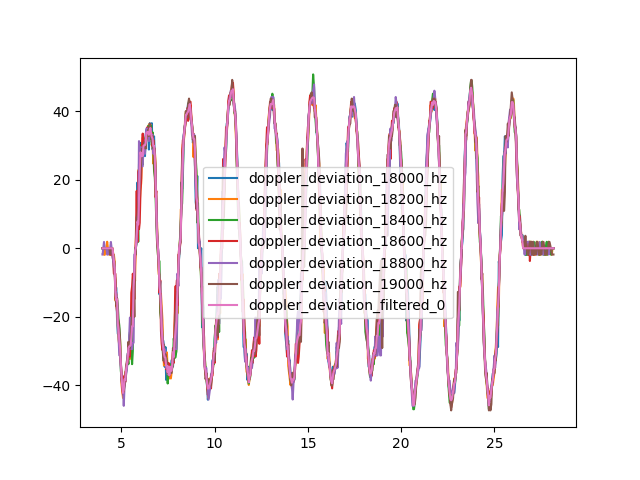 40
20
0
−20
−40
doppler_deviation_18000_hz
doppler_deviation_18200_hz
doppler_deviation_18400_hz
doppler_deviation_18600_hz
doppler_deviation_18800_hz
doppler_deviation_19000_hz
doppler_deviation_filtered_0
5 10 15 20 25